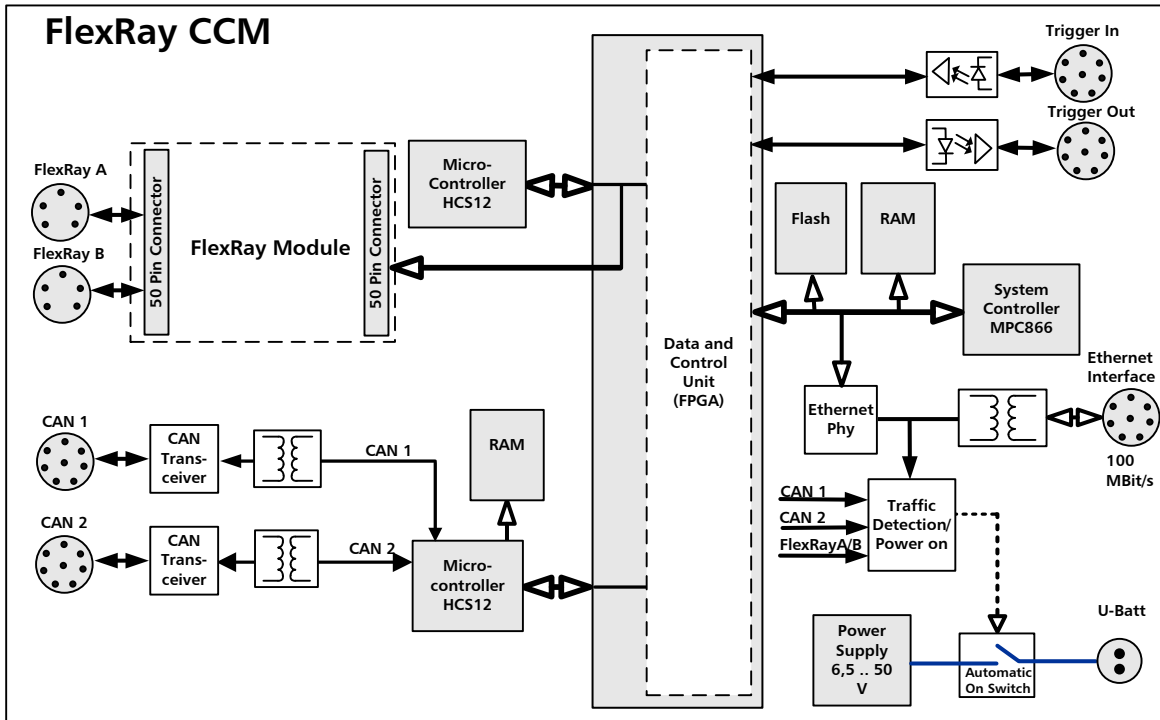 FlexRay CCM
Trigger In
Trigger Out
FlexRay A
FlexRay B
50 Pin Connector
FlexRay Module
50 Pin Connector
Micro-
Controller
HCS12
Flash
RAM
System
Controller
MPC866
Data and
Control
Unit
(FPGA)
Ethernet
Interface
Ethernet
Phy
100
MBit/s
CAN 1
CAN
Trans-
ceiver
CAN 1
RAM
CAN 2
CAN
Trans-
ceiver
CAN 2
Micro-
controller
HCS12
CAN 1
CAN 2
FlexRayA/B
Traffic
Detection/
Power on
Power
Supply
6,5 .. 50
V
Automatic
On Switch
U-Batt